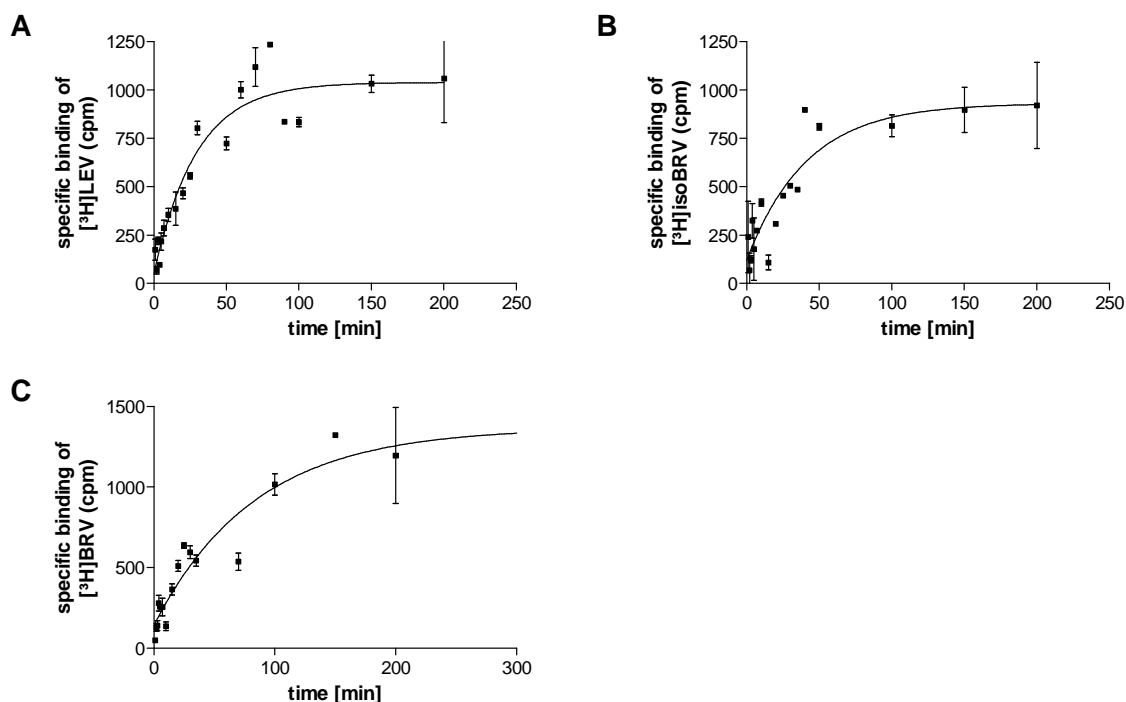 A
specific binding of
[³H]LEV (cpm)
1250
1000
750
500
250
0
0 50 100 150 200 250
time [min]
B
specific binding of
[³H]isoBRV (cpm)
1250
1000
750
500
250
0
0 50 100 150 200 250
time [min]
C
specific binding of
[³H]BRV (cpm)
1500
1000
500
0
0 100 200 300
time [min]